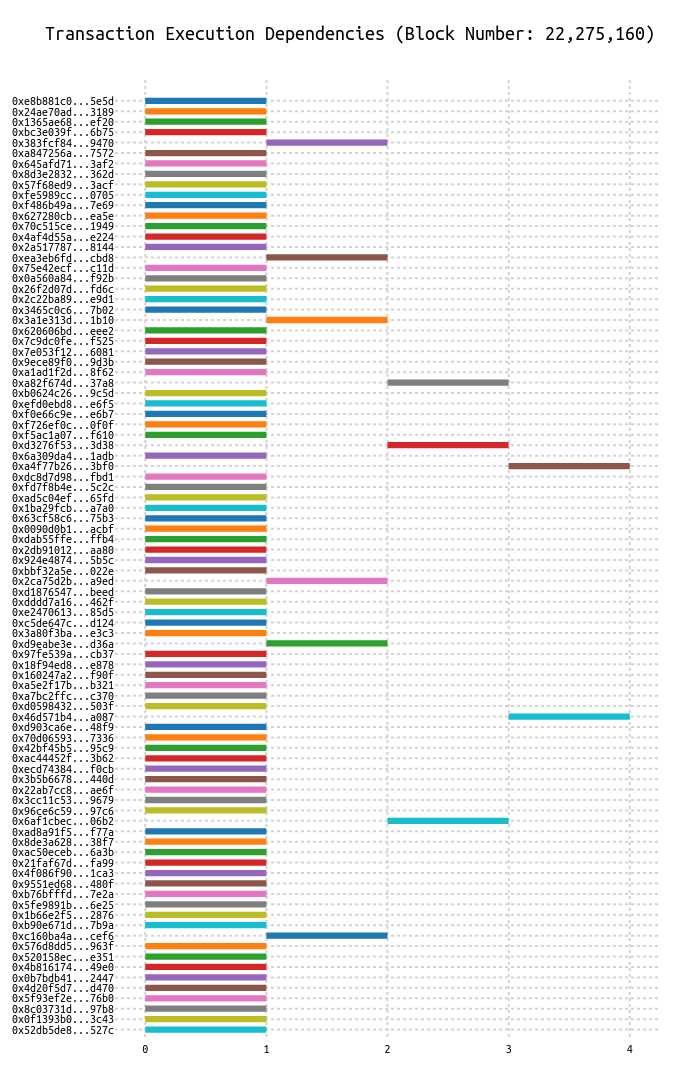 Transaction Execution Dependencies (Block Number: 22,275,160)
0xe8b881c0...5e5d
0x24ae70ad...3189
0x1365ae68...ef20
0xbc3e039f...6b75
0x383fcf84...9470
0xa847256a...7572
0x645afd71...3af2
0x8d3e2832...362d
0x57f68ed9...3acf
0xfe5989cc...0705
0xf486b49a...7e69
0x627280cb...ea5e
0x70c515ce...1949
0x4af4d55a...e224
0x2a517787...8144
0xea3eb6fd...cbd8
0x75e42ecf...c11d
0x0a560a84...f92b
0x26f2d07d...fd6c
0x2c22ba89...e9d1
0x3465c0c6...7b02
0x3a1e313d...1b10
0x620606bd...eee2
0x7c9dc0fe...f525
0x7e053f12...6081
0x9ece89f0...9d3b
0xa1ad1f2d...8f62
0xa82f674d...37a8
0xb0624c26...9c5d
0xefd0ebd8...e6f5
0xf0e66c9e...e6b7
0xf726ef0c...0f0f
0xf5ac1a07...f610
0xd3276f53...3d38
0x6a309da4...1adb
0xa4f77b26...3bf0
0xdc8d7d98...fbd1
0xfd7f8b4e...5c2c
0xad5c04ef...65fd
0x1ba29fcb...a7a0
0x63cf58c6...75b3
0x0090d0b1...acbf
0xdab55ffe...ffb4
0x2db91012...aa80
0x924e4874...5b5c
0xbbf32a5e...022e
0x2ca75d2b...a9ed
0xd1876547...beed
0xdddd7a16...462f
0xe2470613...85d5
0xc5de647c...d124
0x3a80f3ba...e3c3
0xd9eabe3e...d36a
0x97fe539a...cb37
0x18f94ed8...e878
0x160247a2...f90f
0xa5e2f17b...b321
0xa7bc2ffc...c370
0xd0598432...503f
0x46d571b4...a087
0xd903ca6e...48f9
0x70d06593...7336
0x42bf45b5...95c9
0xac44452f...3b62
0xecd74384...f0cb
0x3b5b6678...440d
0x22ab7cc8...ae6f
0x3cc11c53...9679
0x96ce6c59...97c6
0x6af1cbec...06b2
0xad8a91f5...f77a
0x8de3a628...38f7
0xac50eceb...6a3b
0x21faf67d...fa99
0x4f086f90...1ca3
0x9551ed68...480f
0xb76bfffd...7e2a
0x5fe9891b...6e25
0x1b66e2f5...2876
0xb90e671d...7b9a
0xc160ba4a...cef6
0x576d8dd5...963f
0x520158ec...e351
0x4b816174...49e0
0x0b7bdb41...2447
0x4d20f5d7...d470
0x5f93ef2e...76b0
0x8c03731d...97b8
0x0f1393b0...3c43
0x52db5de8...527c
0 1 2 3 4